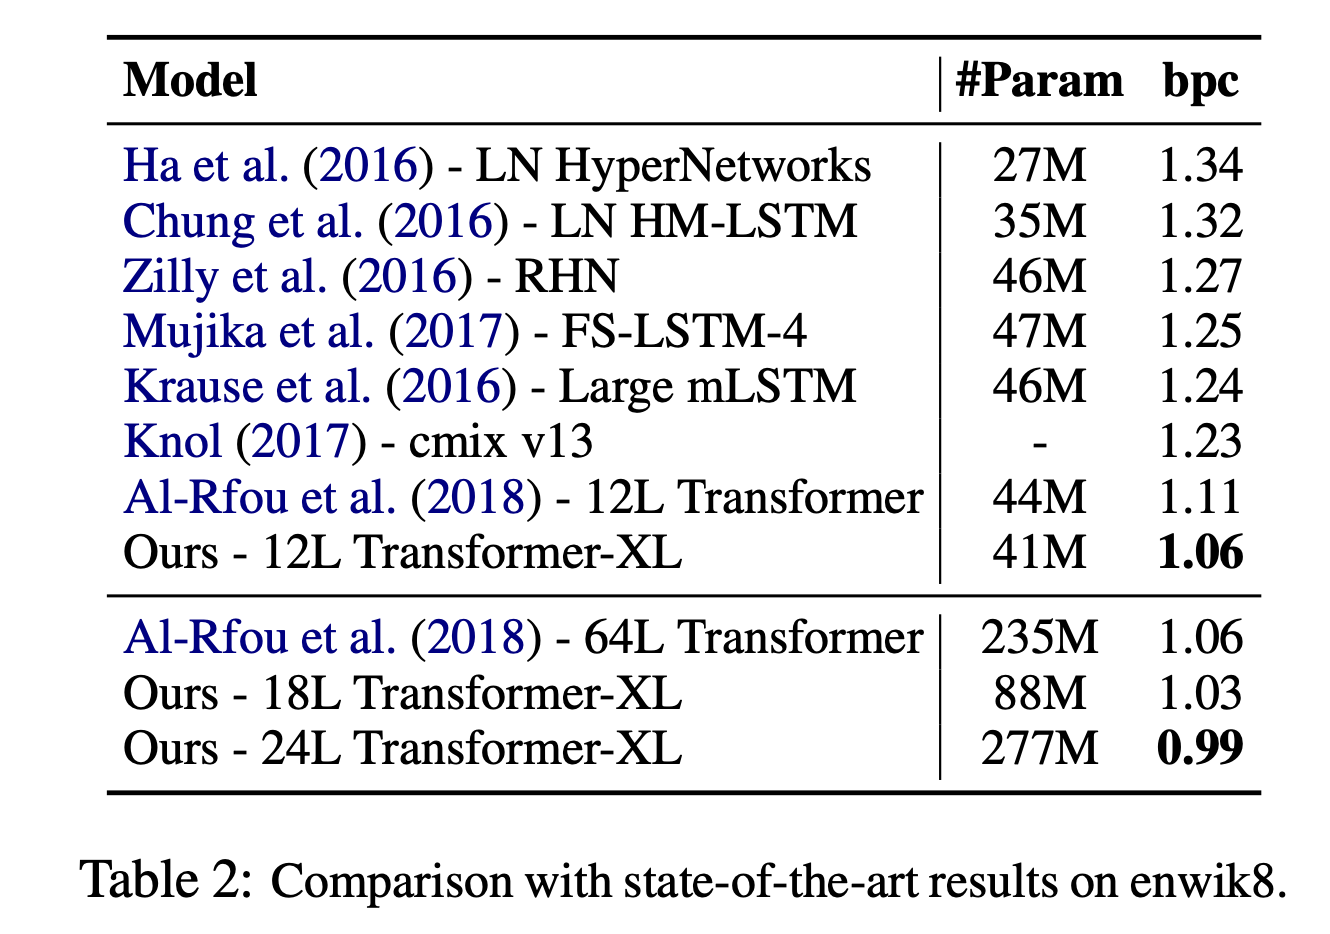 Model #Param bpc
Ha et al. (2016) - LN HyperNetworks 27M 1.34
Chung et al. (2016) - LN HM-LSTM 35M 1.32
Zilly et al. (2016) - RHN 46M 1.27
Mujika et al. (2017) - FS-LSTM-4 47M 1.25
Krause et al. (2016) - Large mLSTM 46M 1.24
Knol (2017) - cmix v13 - 1.23
Al-Rfou et al. (2018) - 12L Transformer 44M 1.11
Ours - 12L Transformer-XL 41M 1.06
Al-Rfou et al. (2018) - 64L Transformer 235M 1.06
Ours - 18L Transformer-XL 88M 1.03
Ours - 24L Transformer-XL 277M 0.99
Table 2: Comparison with state-of-the-art results on enwik8.